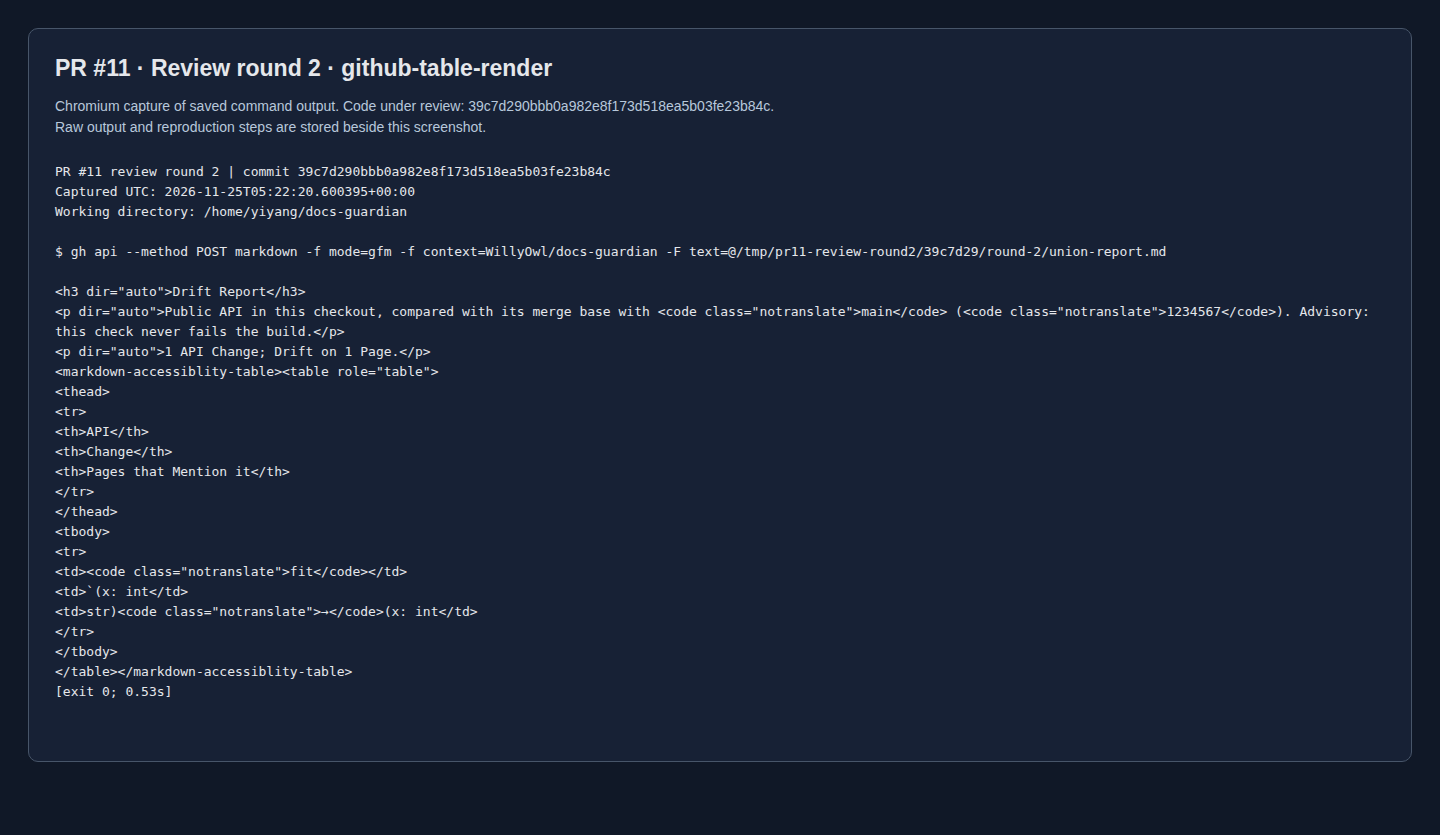 PR #11 · Review round 2 · github-table-render
Chromium capture of saved command output. Code under review: 39c7d290bbb0a982e8f173d518ea5b03fe23b84c.
Raw output and reproduction steps are stored beside this screenshot.
PR #11 review round 2 | commit 39c7d290bbb0a982e8f173d518ea5b03fe23b84c
Captured UTC: 2026-11-25T05:22:20.600395+00:00
Working directory: /home/yiyang/docs-guardian
$ gh api --method POST markdown -f mode=gfm -f context=WillyOwl/docs-guardian -F text=@/tmp/pr11-review-round2/39c7d29/round-2/union-report.md
<h3 dir="auto">Drift Report</h3>
<p dir="auto">Public API in this checkout, compared with its merge base with <code class="notranslate">main</code> (<code class="notranslate">1234567</code>). Advisory:
this check never fails the build.</p>
<p dir="auto">1 API Change; Drift on 1 Page.</p>
<markdown-accessiblity-table><table role="table">
<thead>
<tr>
<th>API</th>
<th>Change</th>
<th>Pages that Mention it</th>
</tr>
</thead>
<tbody>
<tr>
<td><code class="notranslate">fit</code></td>
<td>`(x: int</td>
<td>str)<code class="notranslate">→</code>(x: int</td>
</tr>
</tbody>
</table></markdown-accessiblity-table>
[exit 0; 0.53s]